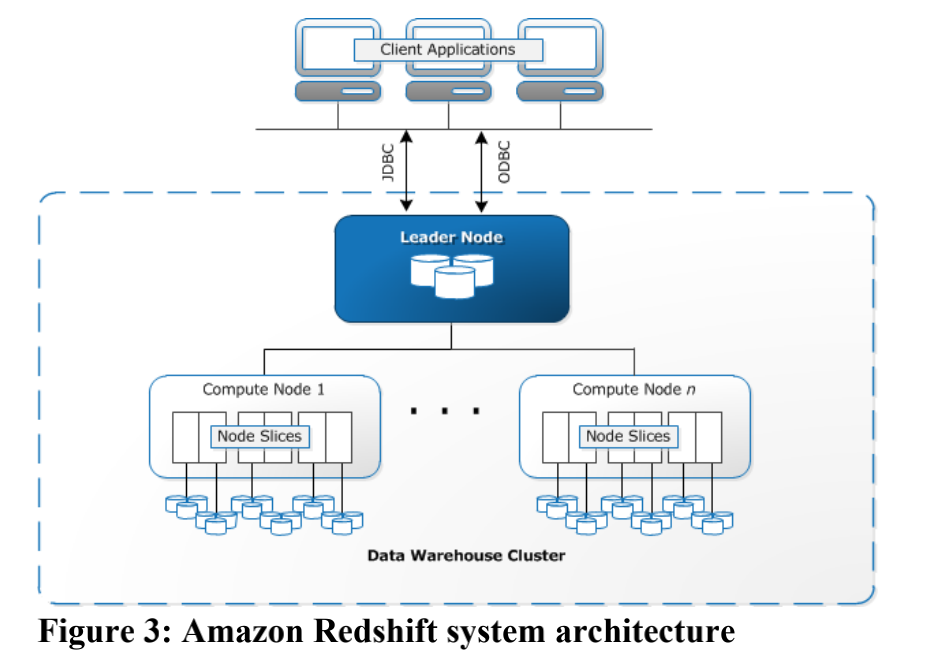 Client Applications
JDBC
ODBC
Leader Node
Compute Node 1
Compute Node n
. . .
Node Slices
Node Slices
Data Warehouse Cluster
Figure 3: Amazon Redshift system architecture